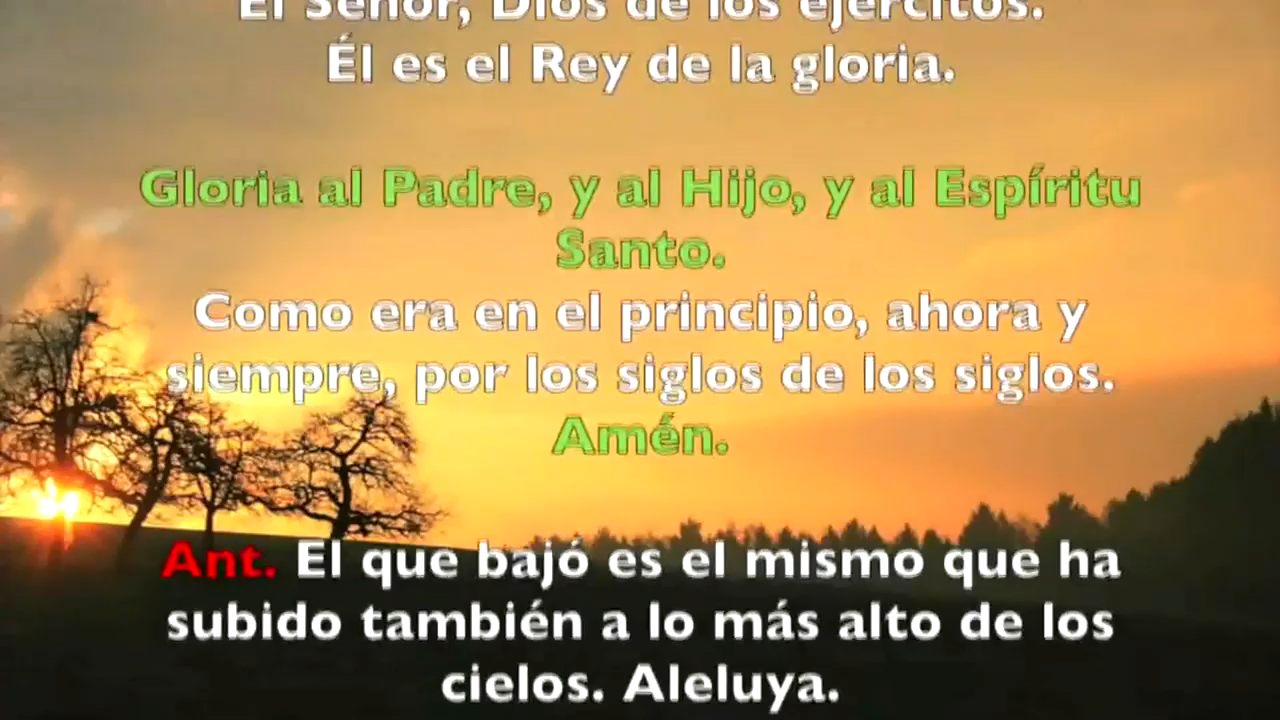 El Señor, Dios de los ejércitos.
Él es el Rey de la gloria.
Gloria al Padre, y al Hijo, y al Espíritu
Santo.
Como era en el principio, ahora y
siempre, por los siglos de los siglos.
Amén.
Ant. El que bajó es el mismo que ha
subido también a lo más alto de los
cielos. Aleluya.